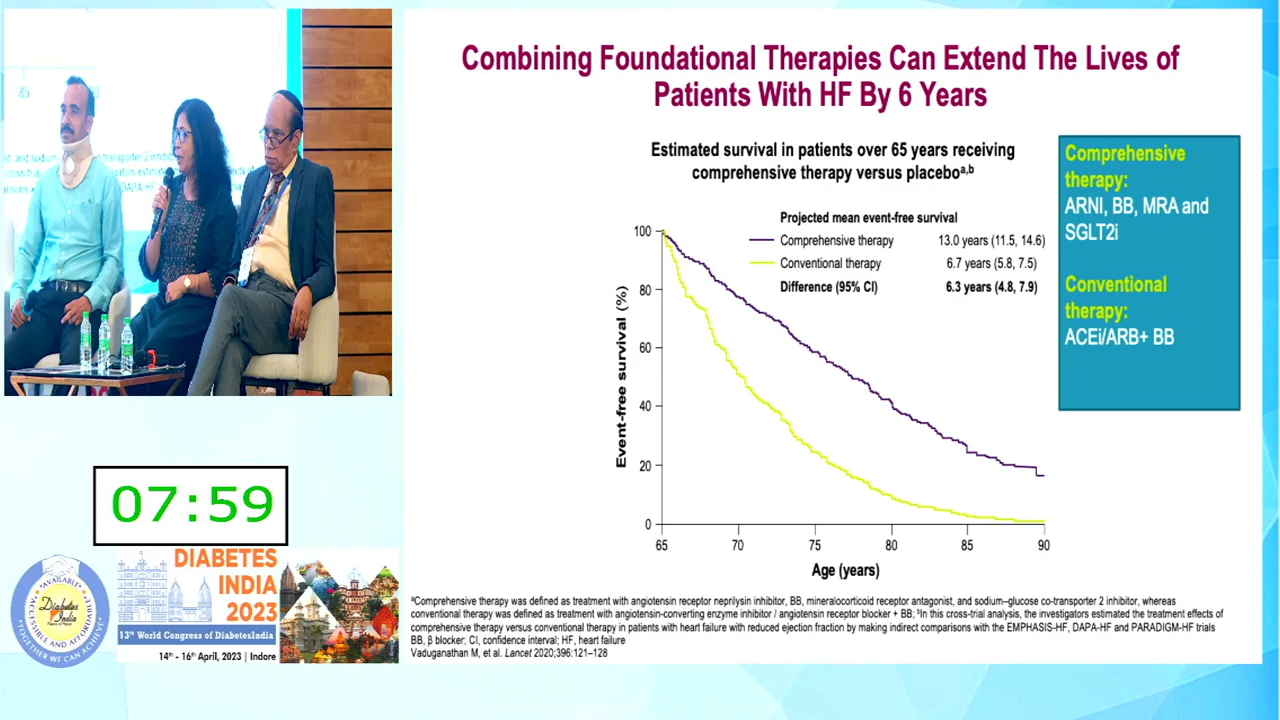 Combining Foundational Therapies Can Extend The Lives of
Patients With HF By 6 Years
Estimated survival in patients over 65 years receiving
comprehensive therapy versus placeboᵃ,ᵇ
Projected mean event-free survival
Comprehensive therapy 13.0 years (11.5, 14.6)
Conventional therapy 6.7 years (5.8, 7.5)
Difference (95% CI) 6.3 years (4.8, 7.9)
Event-free survival (%)
100
80
60
40
20
0
65 70 75 80 85 90
Age (years)
Comprehensive
therapy:
ARNI, BB, MRA and
SGLT2i
Conventional
therapy:
ACEi/ARB+ BB
ᵃComprehensive therapy was defined as treatment with angiotensin receptor neprilysin inhibitor, BB, mineralocorticoid receptor antagonist, and sodium–glucose co-transporter 2 inhibitor, whereas
conventional therapy was defined as treatment with angiotensin-converting enzyme inhibitor / angiotensin receptor blocker + BB; ᵇIn this cross-trial analysis, the investigators estimated the treatment effects of
comprehensive therapy versus conventional therapy in patients with heart failure with reduced ejection fraction by making indirect comparisons with the EMPHASIS-HF, DAPA-HF and PARADIGM-HF trials
BB, β blocker; CI, confidence interval; HF, heart failure
Vaduganathan M, et al. Lancet 2020;396:121–128
85
07:59
AVAILABLE
ACCESSIBLE AND AFFORDABLE
Diabetes
India
TOGETHER WE CAN ACHIEVE
DIABETES
INDIA
2023
13th World Congress of DiabetesIndia
14th - 16th April, 2023 | Indore